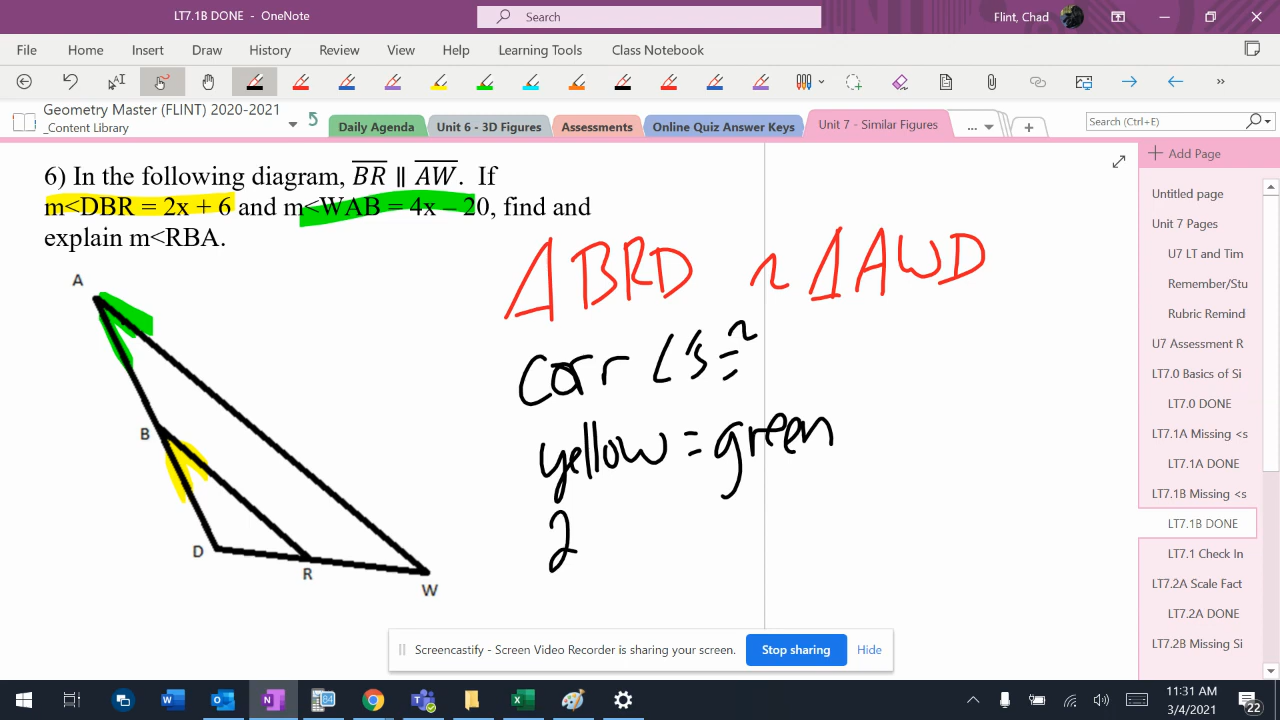 LT7.1B DONE - OneNote
Search
Flint, Chad
File Home Insert Draw History Review View Help Learning Tools Class Notebook
Geometry Master (FLINT) 2020-2021
_Content Library
Daily Agenda Unit 6 - 3D Figures Assessments Online Quiz Answer Keys Unit 7 - Similar Figures ... +
Search (Ctrl+E)
6) In the following diagram, B̅R̅ ∥ A̅W̅. If
m<DBR = 2x + 6 and m<WAB = 4x – 20, find and
explain m<RBA.
A
B
D
R
W
ΔBRD ~ ΔAWD
corr ∠'s ≅
yellow = green
2
Add Page
Untitled page
Unit 7 Pages
U7 LT and Tim
Remember/Stu
Rubric Remind
U7 Assessment R
LT7.0 Basics of Si
LT7.0 DONE
LT7.1A Missing <s
LT7.1A DONE
LT7.1B Missing <s
LT7.1B DONE
LT7.1 Check In
LT7.2A Scale Fact
LT7.2A DONE
LT7.2B Missing Si
Screencastify - Screen Video Recorder is sharing your screen. Stop sharing Hide
11:31 AM
3/4/2021
22